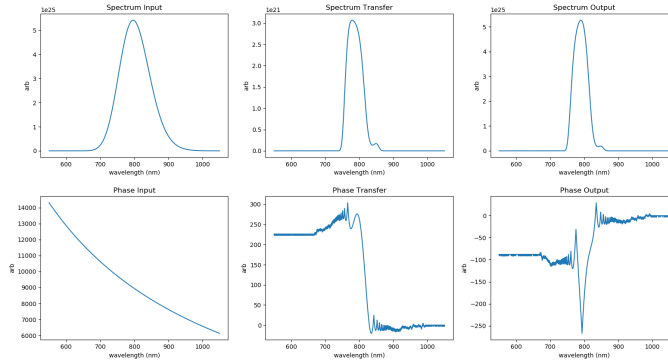 Spectrum Input
1e25
5
4
3
2
1
0
arb
600 700 800 900 1000
wavelength (nm)
Spectrum Transfer
1e21
3.0
2.5
2.0
1.5
1.0
0.5
0.0
arb
600 700 800 900 1000
wavelength (nm)
Spectrum Output
1e25
5
4
3
2
1
0
arb
600 700 800 900 1000
wavelength (nm)
Phase Input
14000
13000
12000
11000
10000
9000
8000
7000
6000
arb
600 700 800 900 1000
wavelength (nm)
Phase Transfer
300
250
200
150
100
50
0
arb
600 700 800 900 1000
wavelength (nm)
Phase Output
0
−50
−100
−150
−200
−250
arb
600 700 800 900 1000
wavelength (nm)